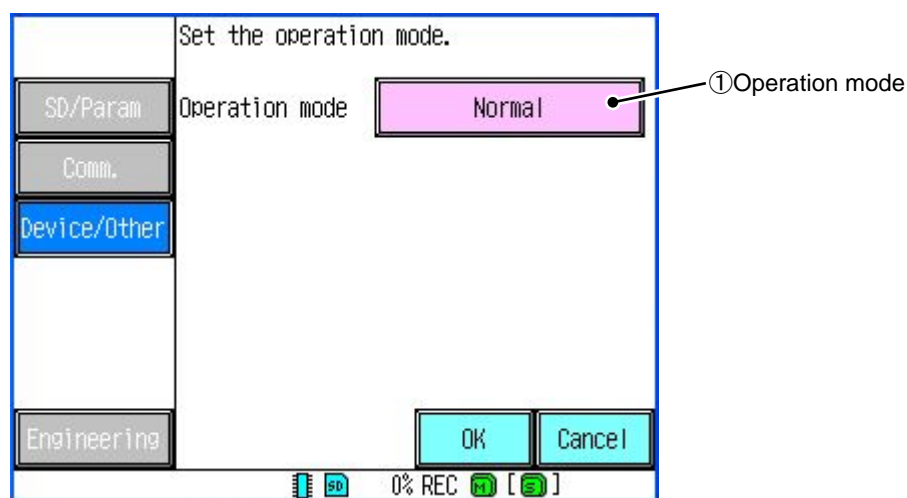 Set the operation mode.
SD/Param
Operation mode
Normal
①Operation mode
Comm.
Device/Other
Engineering
OK
Cancel
SD
0% REC M [S]